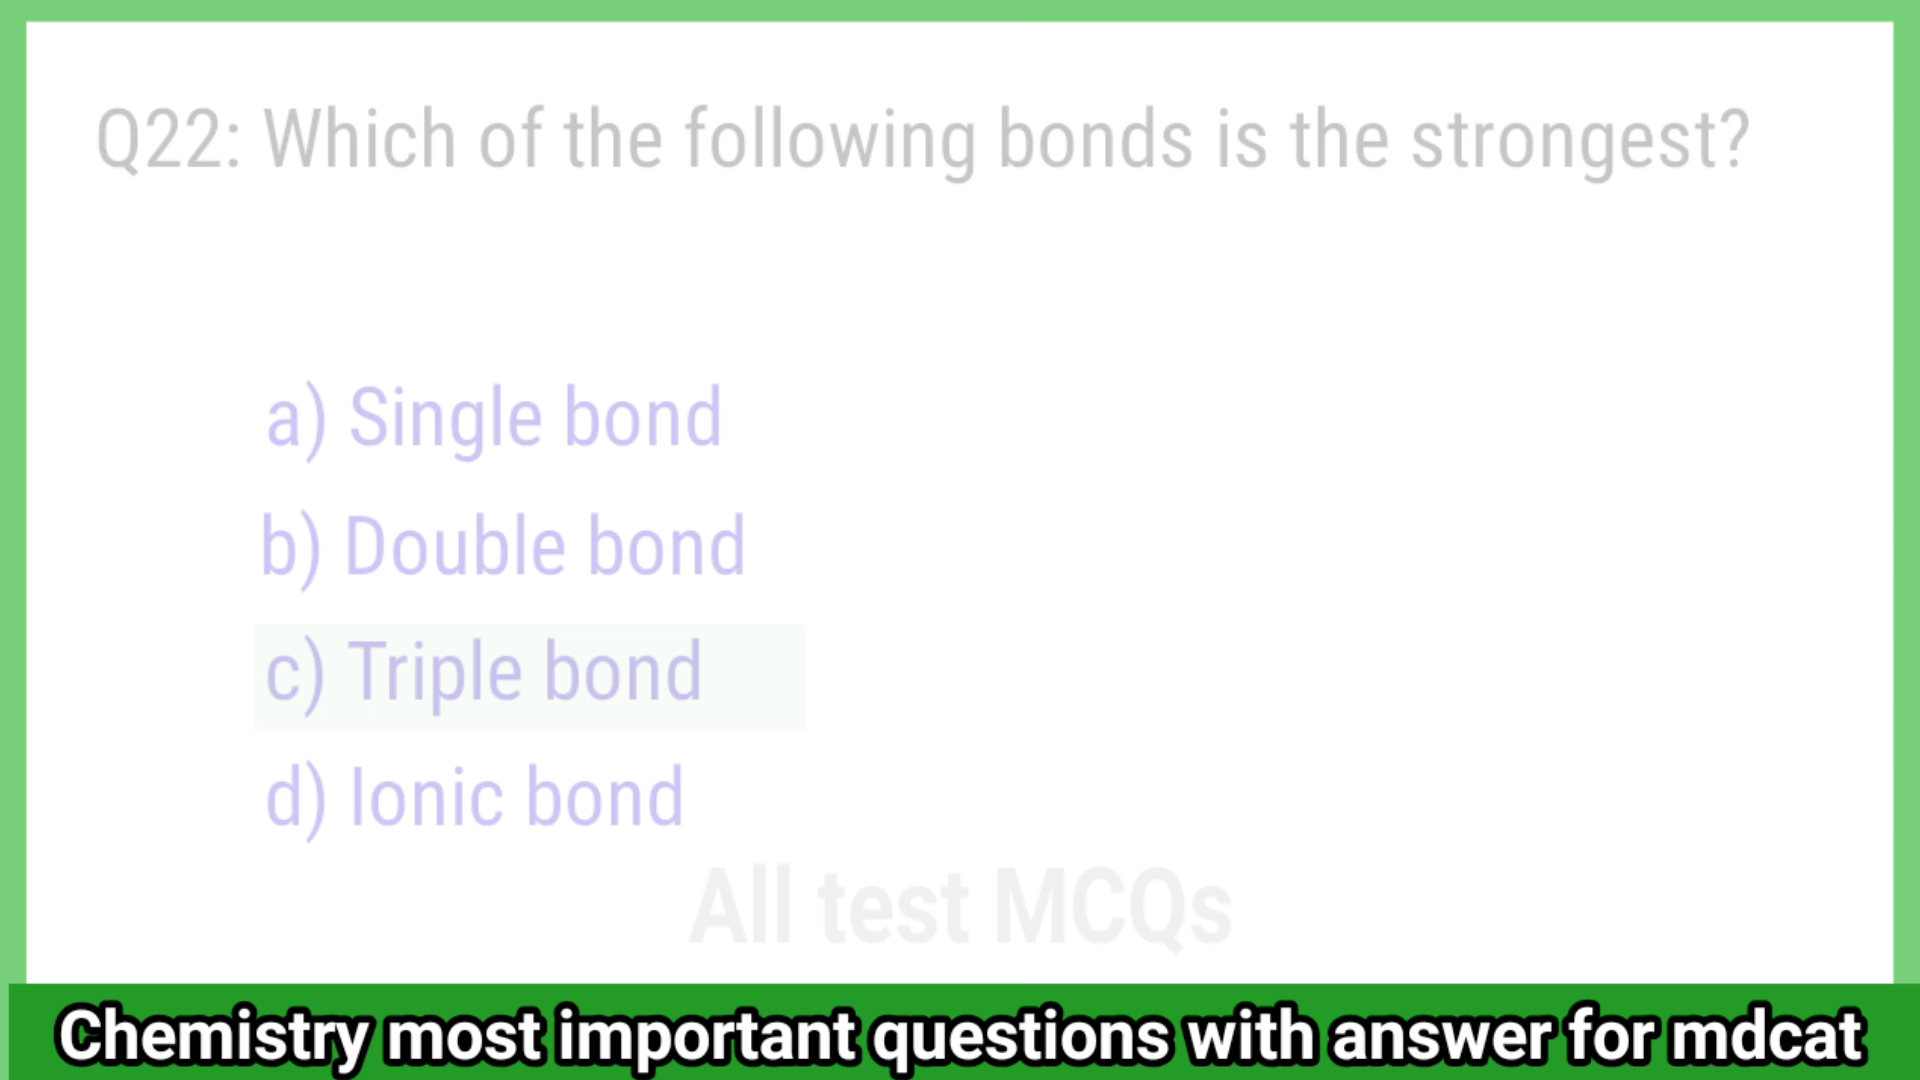 Q22: Which of the following bonds is the strongest?
a) Single bond
b) Double bond
c) Triple bond
d) Ionic bond
All test MCQs
Chemistry most important questions with answer for mdcat